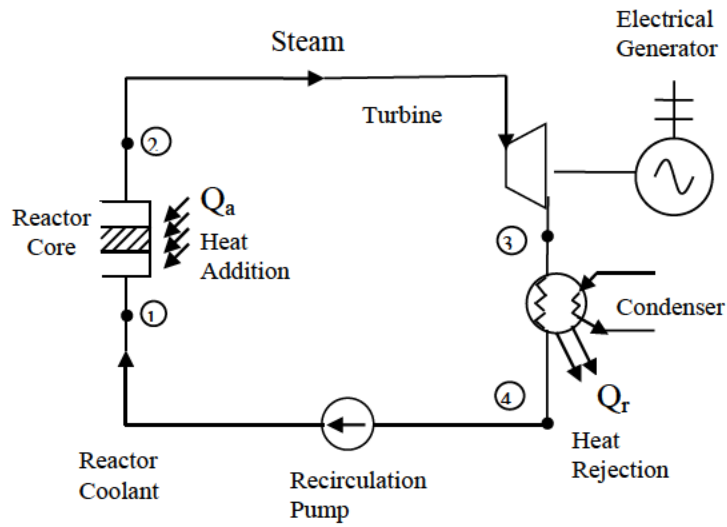 Electrical
Generator
Steam
Turbine
2
Reactor
Core
Qa
Heat
Addition
3
1
Condenser
4
Qr
Heat
Rejection
Reactor
Coolant
Recirculation
Pump